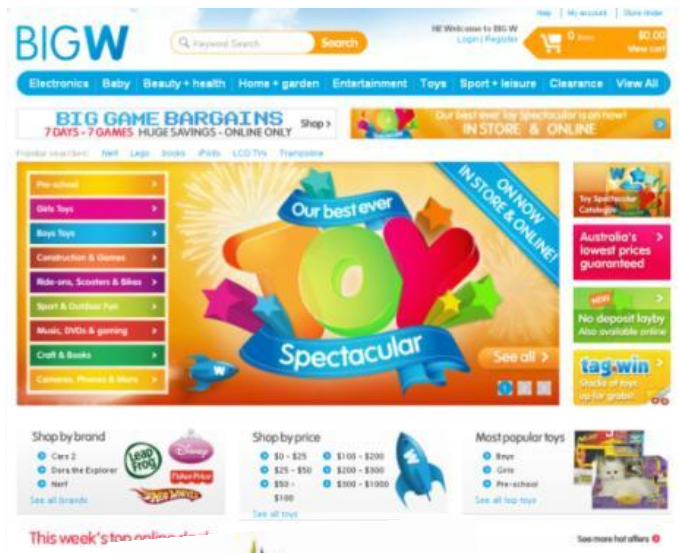 Help | My account | Store finder
BIGW
Keyword Search
Search
Hi! Welcome to BIG W
Login | Register
0 Items
$0.00
View cart
Electronics Baby Beauty + health Home + garden Entertainment Toys Sport + leisure Clearance View All
BIG GAME BARGAINS
7 DAYS - 7 GAMES HUGE SAVINGS - ONLINE ONLY
Shop >
Our best ever toy Spectacular is on now!
IN STORE & ONLINE
Popular searches: Nerf Lego books iPods LCD TVs Trampoline
Pre-school
Girls Toys
Boys Toys
Construction & Games
Ride-ons, Scooters & Bikes
Sport & Outdoor Fun
Music, DVDs & gaming
Craft & Books
Cameras, Phones & More
Our best ever
TOY
Spectacular
ON NOW
IN STORE & ONLINE!
W
See all >
Toy Spectacular
Catalogue
Australia's
lowest prices
guaranteed
NEW
No deposit layby
Also available online
tag & win
Stacks of toys
up for grabs!
Shop by brand
Cars 2
Dora the Explorer
Nerf
See all brands
Leap
Frog
Disney
Fisher-Price
Hot Wheels
Shop by price
$0 - $25
$25 - $50
$50 -
$100
$100 - $200
$200 - $300
$300 - $1000
See all toys
W
Most popular toys
Boys
Girls
Pre-school
See all top toys
This week's top online
See more hot offers